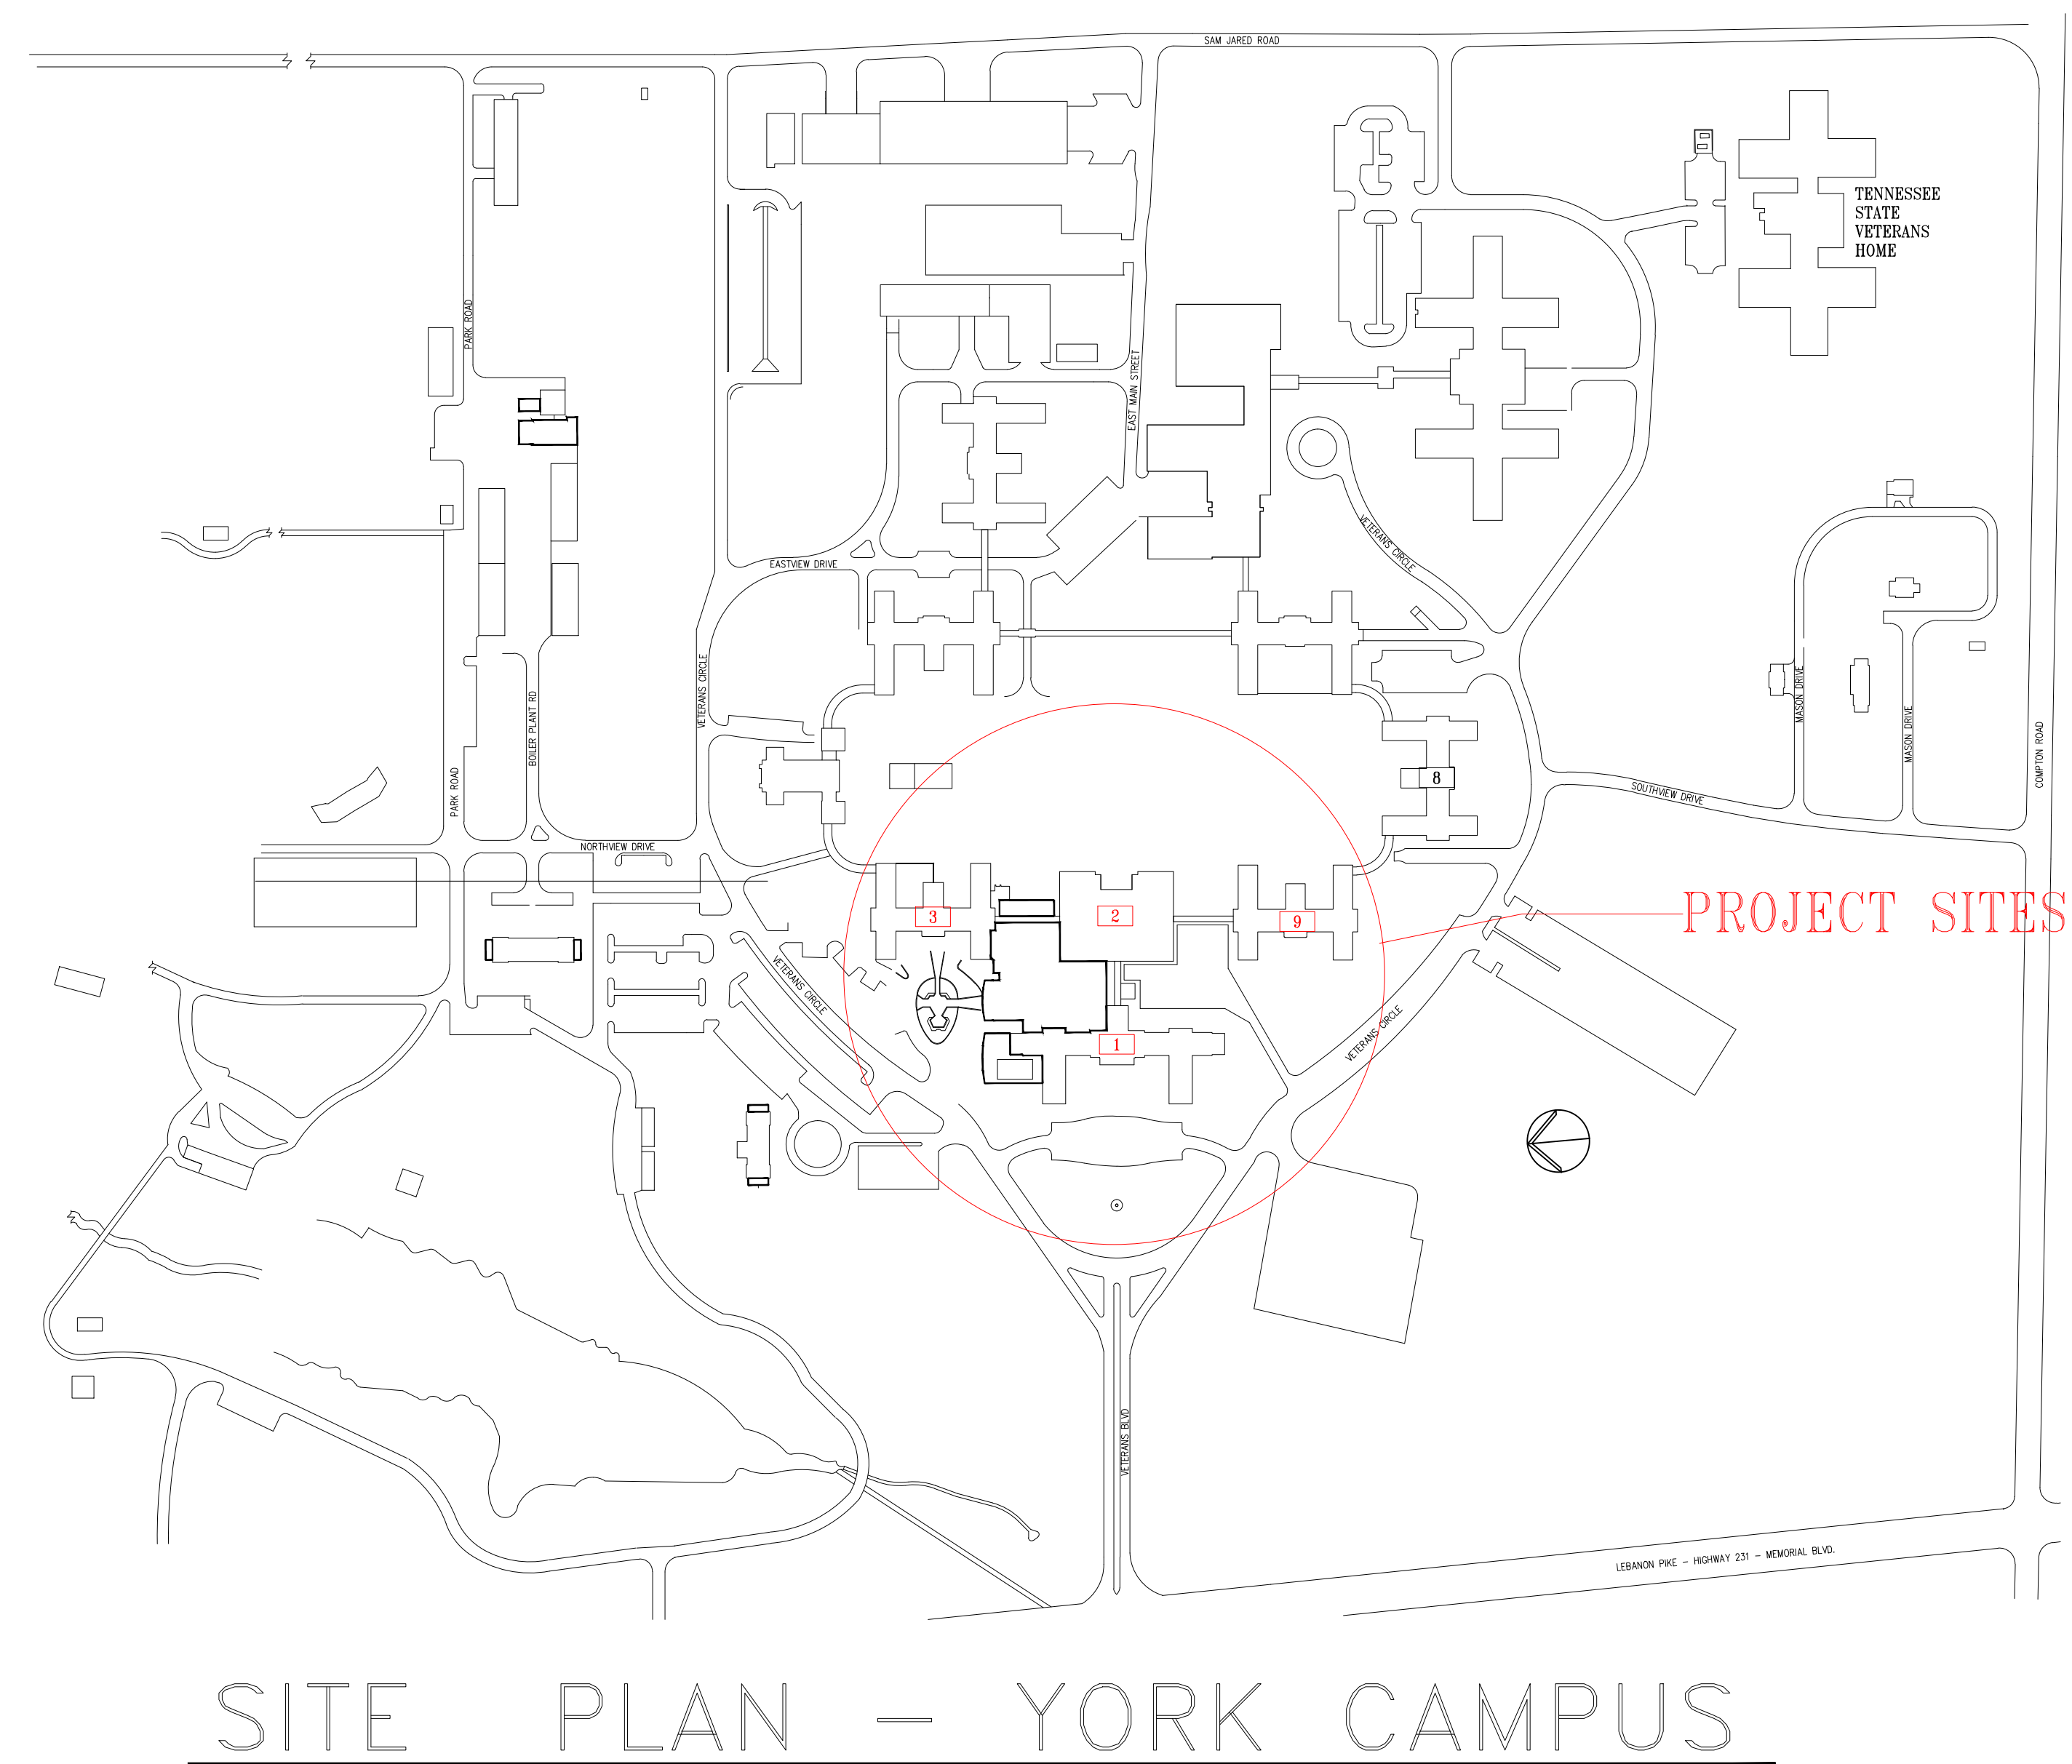 SAM JARED ROAD
TENNESSEE
STATE
VETERANS
HOME
PARK ROAD
EAST MAIN STREET
VETERANS CIRCLE
EASTVIEW DRIVE
VETERANS CIRCLE
BOILER PLANT RD
PARK ROAD
MASON DRIVE
MASON DRIVE
COMPTON ROAD
8
SOUTHVIEW DRIVE
NORTHVIEW DRIVE
3
2
9
PROJECT SITES
VETERANS CIRCLE
VETERANS CIRCLE
1
VETERANS BLVD
LEBANON PIKE - HIGHWAY 231 - MEMORIAL BLVD.
SITE PLAN - YORK CAMPUS